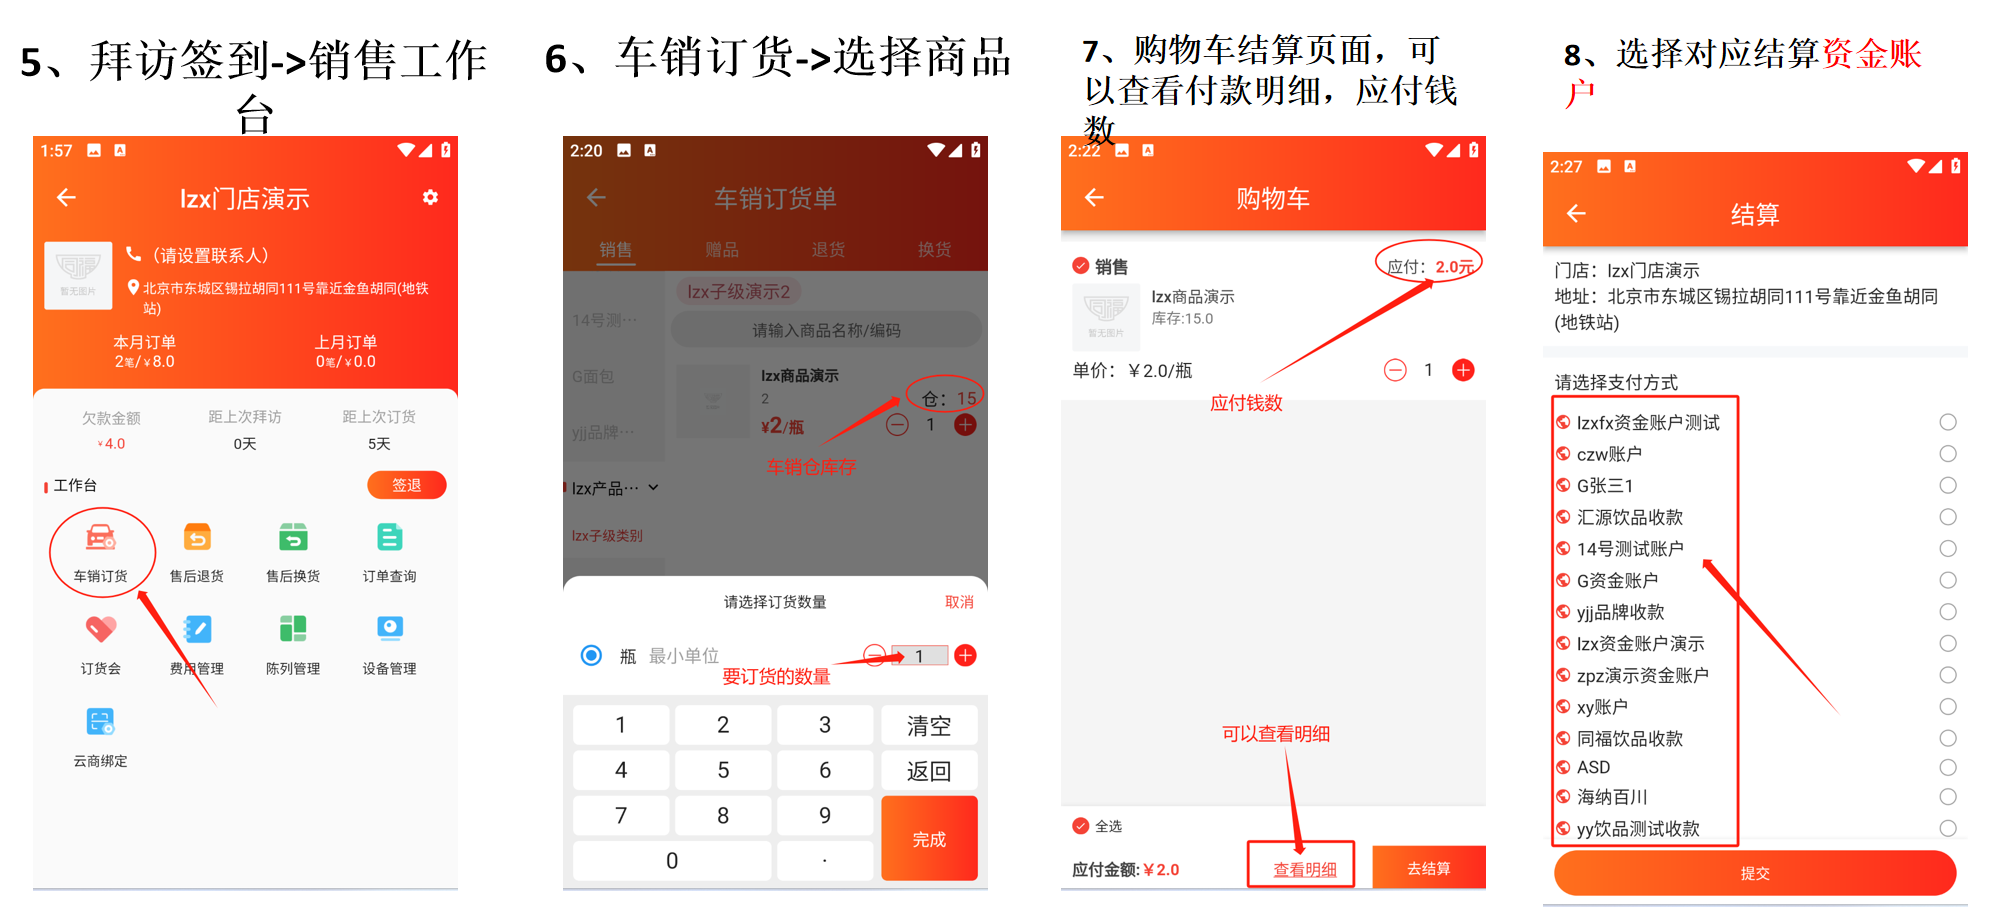 5、拜访签到->销售工作
台
1:57
lzx门店演示
暂无图片
（请设置联系人）
北京市东城区锡拉胡同111号靠近金鱼胡同(地铁
站)
本月订单
2笔/¥8.0
上月订单
0笔/¥0.0
欠款金额
¥4.0
距上次拜访
0天
距上次订货
5天
工作台
签退
车销订货
售后退货
售后换货
订单查询
订货会
费用管理
陈列管理
设备管理
云商绑定
6、车销订货->选择商品
2:20
车销订货单
销售
赠品
退货
换货
lzx子级演示2
14号测···
请输入商品名称/编码
G面包
lzx商品演示
2
仓：15
¥2/瓶
1
yjj品牌···
车销仓库存
lzx产品···
lzx子级类别
请选择订货数量
取消
瓶 最小单位
1
要订货的数量
1
2
3
清空
4
5
6
返回
7
8
9
完成
0
.
7、购物车结算页面，可
以查看付款明细，应付钱
数
2:22
购物车
销售
应付：2.0元
暂无图片
lzx商品演示
库存:15.0
单价：¥2.0/瓶
1
应付钱数
可以查看明细
全选
应付金额:¥2.0
查看明细
去结算
8、选择对应结算资金账
户
2:27
结算
门店：lzx门店演示
地址：北京市东城区锡拉胡同111号靠近金鱼胡同
(地铁站)
请选择支付方式
lzxfx资金账户测试
czw账户
G张三1
汇源饮品收款
14号测试账户
G资金账户
yjj品牌收款
lzx资金账户演示
zpz演示资金账户
xy账户
同福饮品收款
ASD
海纳百川
yy饮品测试收款
提交